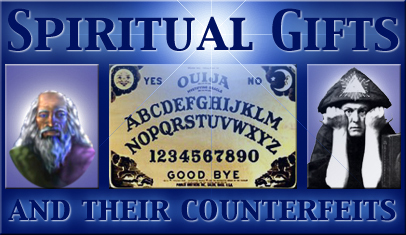 SPIRITUAL GIFTS
YES OUIJA NO
ABCDEFGHIJKLM
NOPQRSTUVWXYZ
1234567890
GOOD BYE
AND THEIR COUNTERFEITS